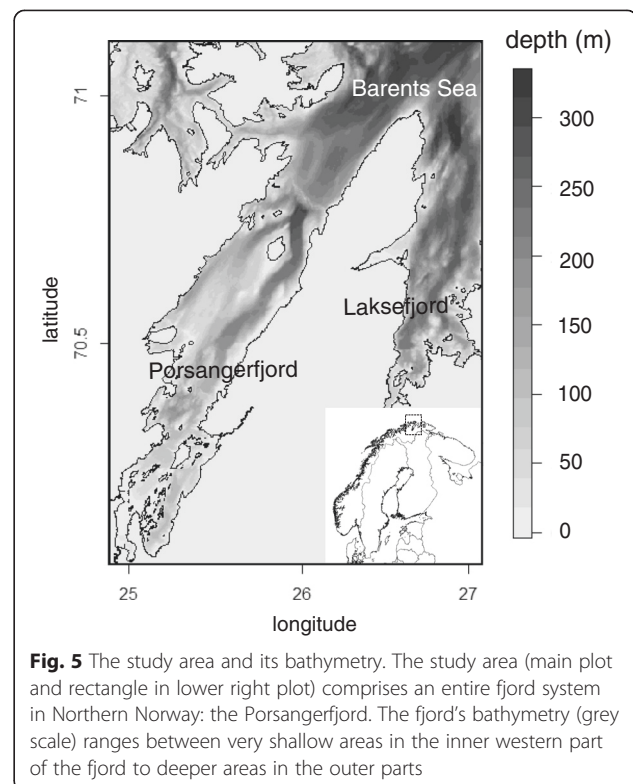 depth (m)
Barents Sea
71
300
250
200
latitude
Laksefjord
70.5
150
Porsangerfjord
100
50
0
25
26
27
longitude
Fig. 5 The study area and its bathymetry. The study area (main plot
and rectangle in lower right plot) comprises an entire fjord system
in Northern Norway: the Porsangerfjord. The fjord's bathymetry (grey
scale) ranges between very shallow areas in the inner western part
of the fjord to deeper areas in the outer parts